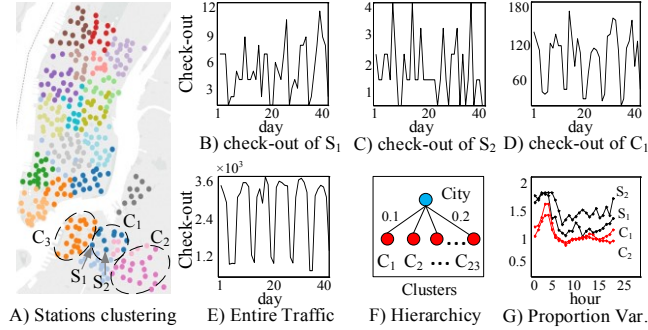 C₃
C₁
C₂
S₁
S₂
A) Stations clustering
Check-out
12
9
6
3
1 20 40
day
B) check-out of S₁
4
3
2
1
1 20 40
day
C) check-out of S₂
180
120
60
1 20 40
day
D) check-out of C₁
×10³
Check-out
3.6
2.4
1.2
1 20 40
day
E) Entire Traffic
City
0.1 0.2
C₁ C₂ ... C₂₃
Clusters
F) Hierarchicy
2
1.5
1
0.5
S₂
S₁
C₁
C₂
0 5 15 25
hour
G) Proportion Var.